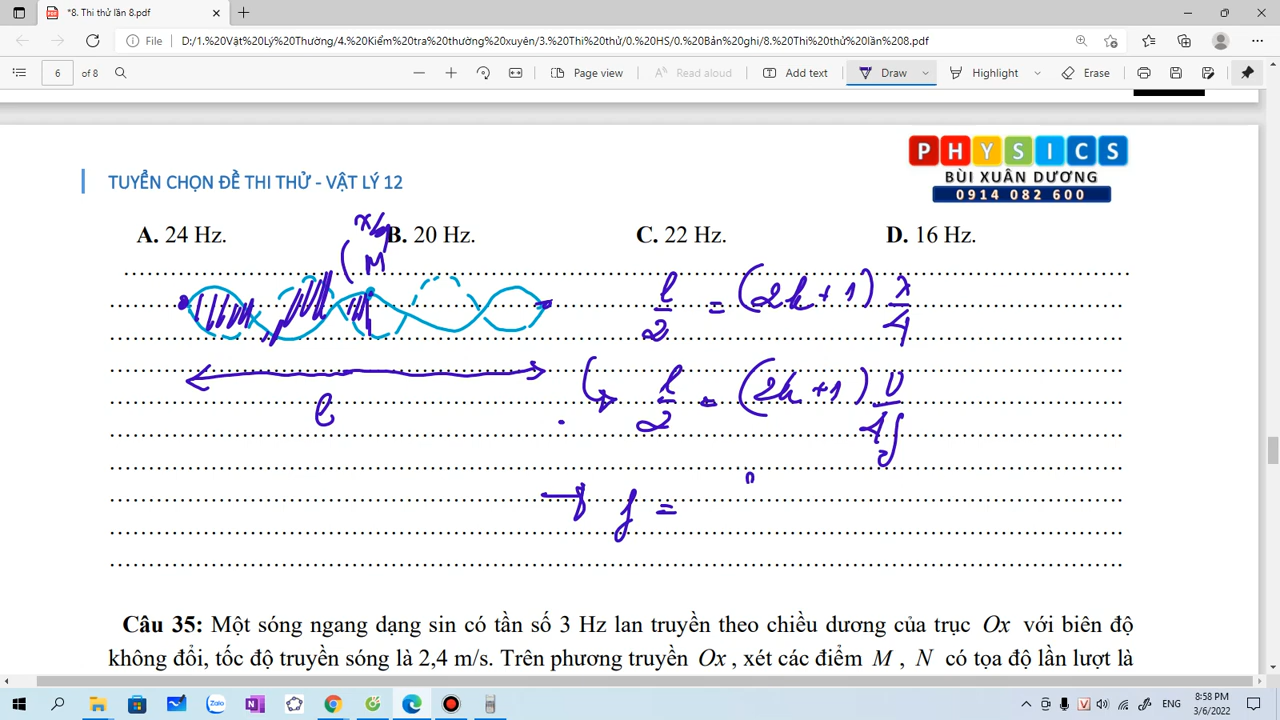 *8. Thi thử lần 8.pdf
File
D:/1.%20Vật%20Lý%20Thường/4.%20Kiểm%20tra%20thường%20xuyên/3.%20Thi%20thử/0.%20HS/0.%20Bản%20ghi/8.%20Thi%20thử%20lần%208.pdf
6 of 8
Page view
Read aloud
Add text
Draw
Highlight
Erase
PHYSICS
BÙI XUÂN DƯƠNG
0914 082 600
TUYỂN CHỌN ĐỀ THI THỬ - VẬT LÝ 12
A. 24 Hz. B. 20 Hz. C. 22 Hz. D. 16 Hz.
M
l/2 = (2k+1) λ/4
l/2 = (2k+1) v/4f
l
→ f =
Câu 35: Một sóng ngang dạng sin có tần số 3 Hz lan truyền theo chiều dương của trục Ox với biên độ
không đổi, tốc độ truyền sóng là 2,4 m/s. Trên phương truyền Ox, xét các điểm M, N có tọa độ lần lượt là
Zalo
ENG
8:58 PM
3/6/2022